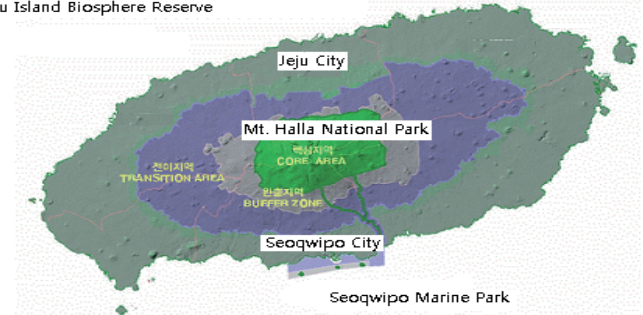 u Island Biosphere Reserve
Jeju City
Mt. Halla National Park
핵심지역
CORE AREA
전이지역
TRANSITION AREA
완충지역
BUFFER ZONE
Seoqwipo City
Seoqwipo Marine Park